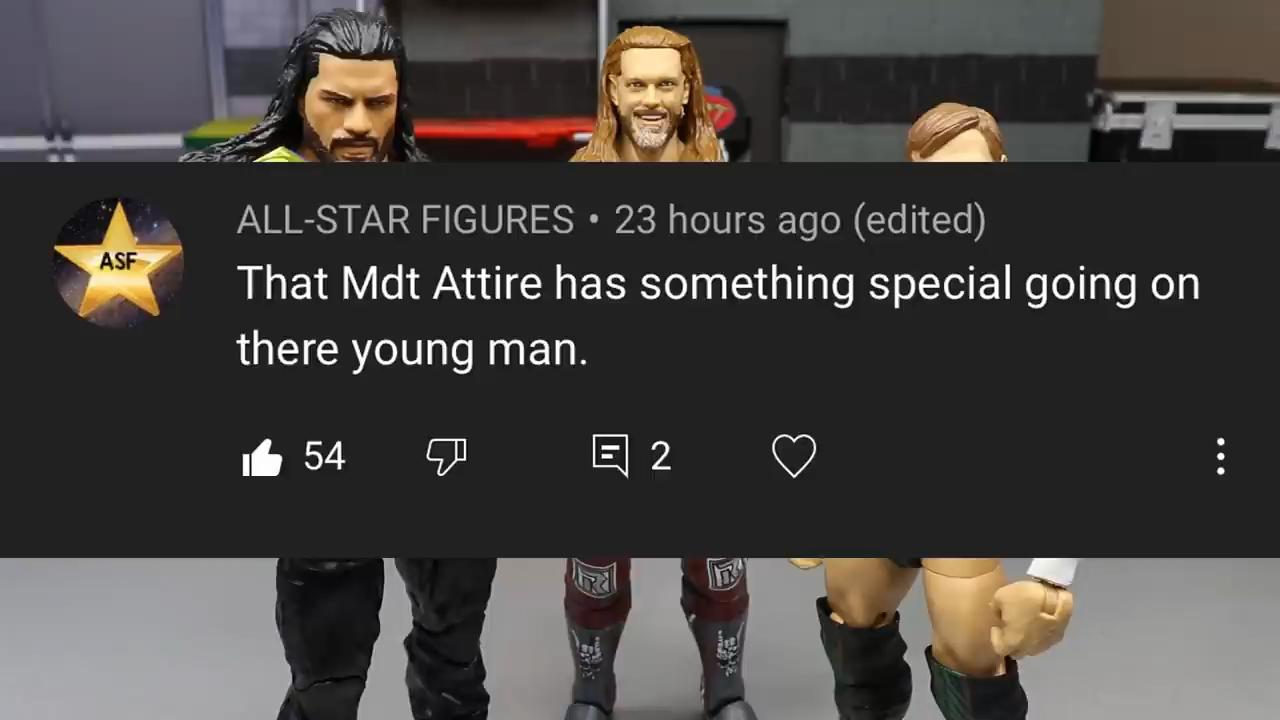 ASF
ALL-STAR FIGURES • 23 hours ago (edited)
That Mdt Attire has something special going on
there young man.
54
2